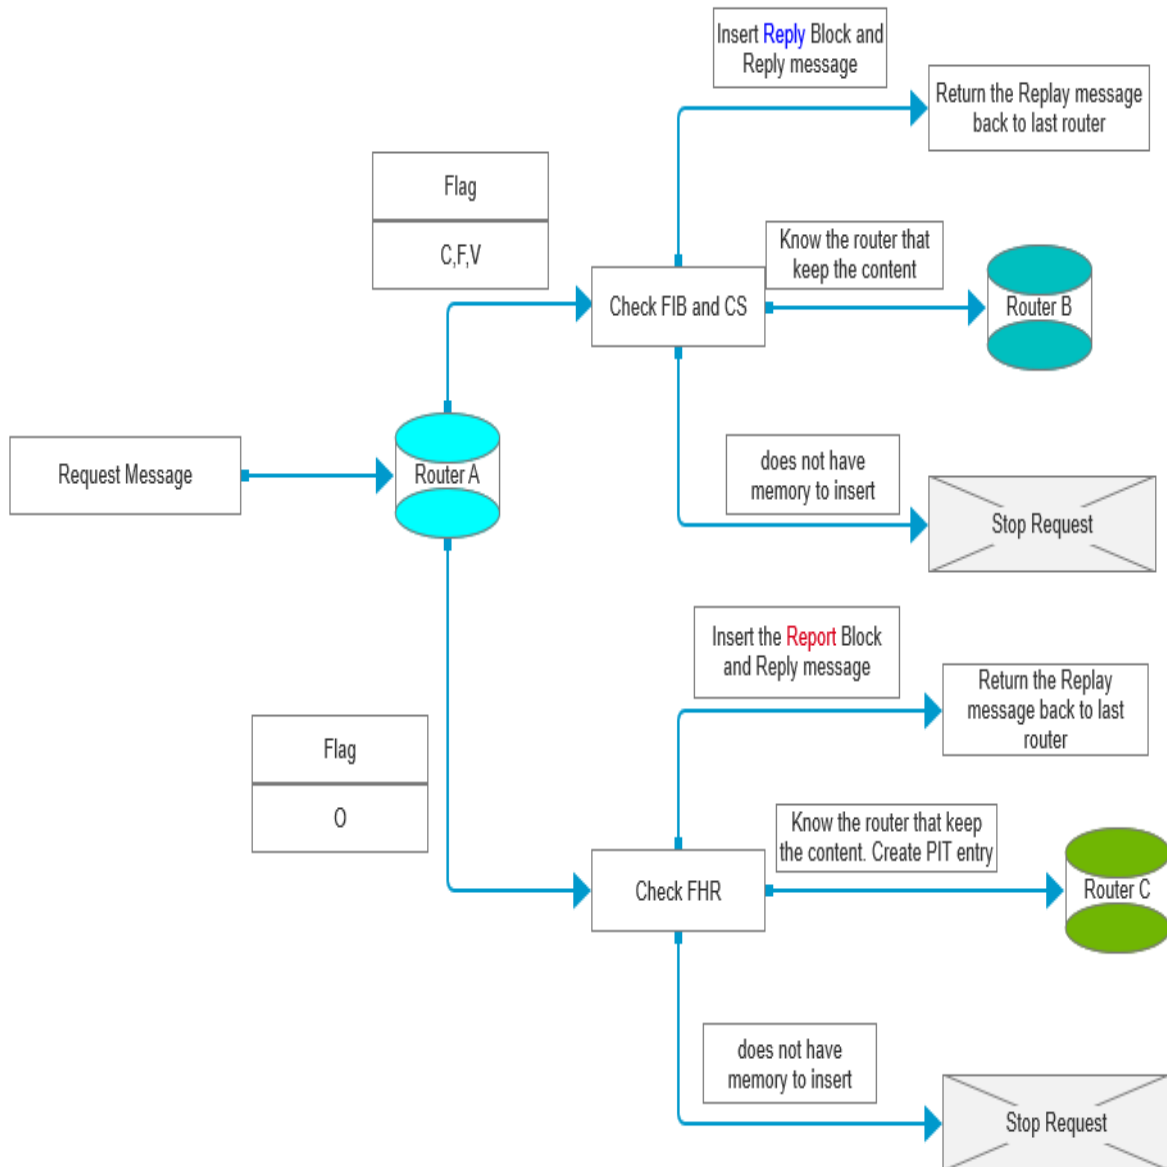 Insert Reply Block and
Reply message
Return the Replay message
back to last router
Flag
C,F,V
Know the router that
keep the content
Check FIB and CS
Router B
Request Message
Router A
does not have
memory to insert
Stop Request
Insert the Report Block
and Reply message
Return the Replay
message back to last
router
Flag
O
Know the router that keep
the content. Create PIT entry
Check FHR
Router C
does not have
memory to insert
Stop Request